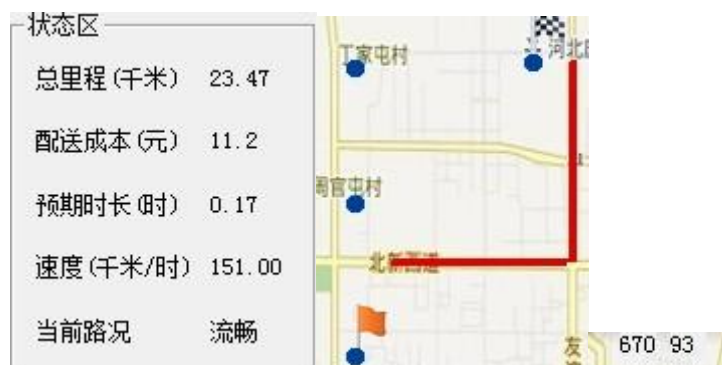 状态区
总里程(千米) 23.47
配送成本(元) 11.2
预期时长(时) 0.17
速度(千米/时) 151.00
当前路况 流畅
丁家屯村
河北
周官屯村
北新西道
友
670 93